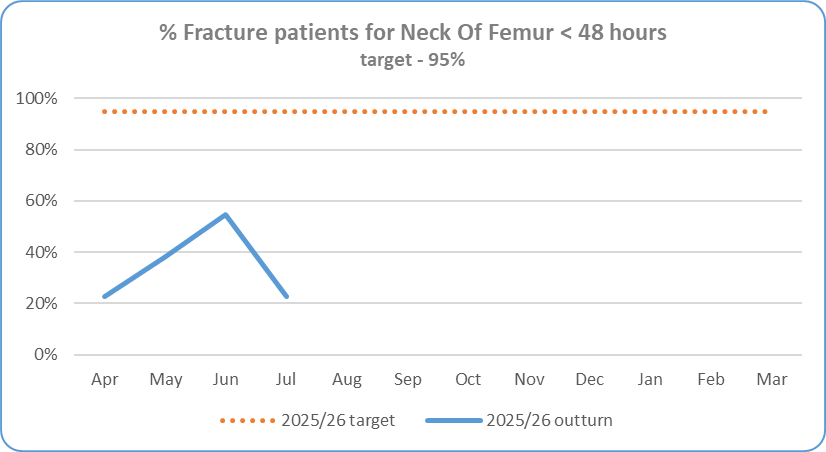 % Fracture patients for Neck Of Femur < 48 hours
target - 95%
100%
80%
60%
40%
20%
0%
Apr May Jun Jul Aug Sep Oct Nov Dec Jan Feb Mar
2025/26 target 2025/26 outturn